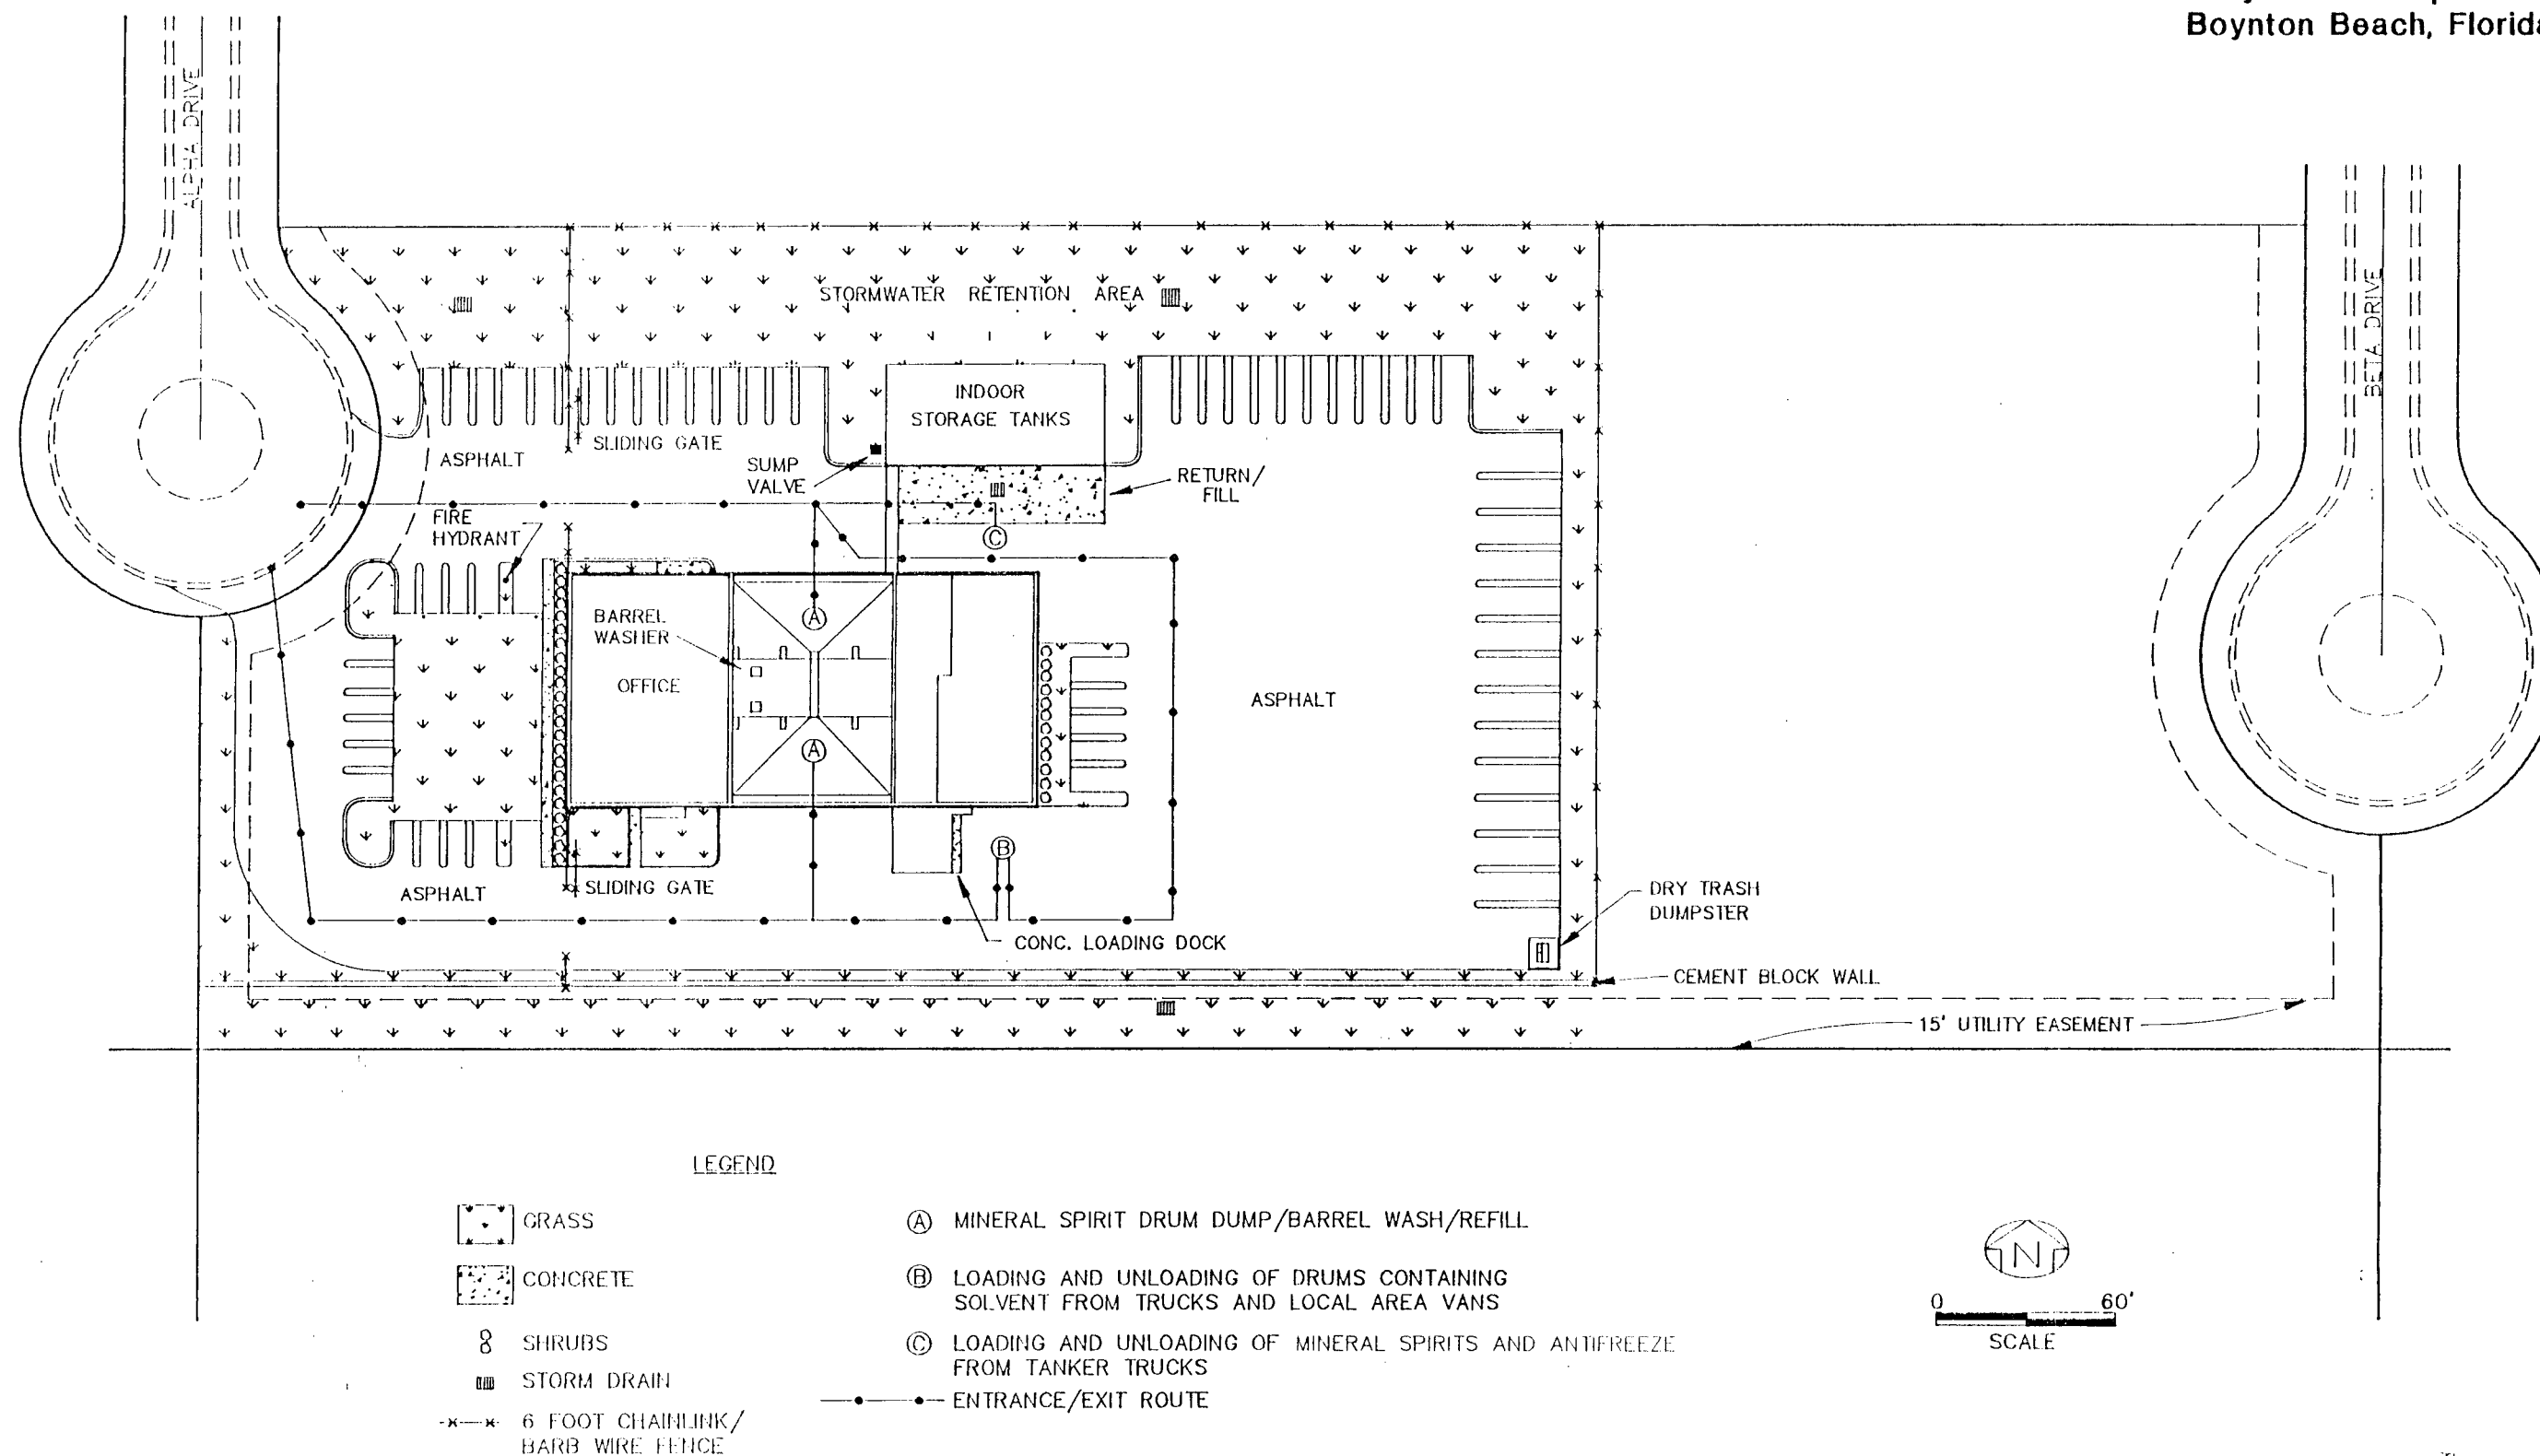 Boynton Beach, Florida
ALPHA DRIVE
BETA DRIVE
STORMWATER RETENTION AREA
INDOOR
STORAGE TANKS
SLIDING GATE
ASPHALT
SUMP
VALVE
RETURN/
FILL
FIRE
HYDRANT
C
A
BARREL
WASHER
OFFICE
ASPHALT
A
B
ASPHALT
SLIDING GATE
DRY TRASH
DUMPSTER
CONC. LOADING DOCK
CEMENT BLOCK WALL
15' UTILITY EASEMENT
LEGEND
GRASS
CONCRETE
SHRUBS
STORM DRAIN
6 FOOT CHAINLINK/
BARB WIRE FENCE
A MINERAL SPIRIT DRUM DUMP/BARREL WASH/REFILL
B LOADING AND UNLOADING OF DRUMS CONTAINING
SOLVENT FROM TRUCKS AND LOCAL AREA VANS
C LOADING AND UNLOADING OF MINERAL SPIRITS AND ANTIFREEZE
FROM TANKER TRUCKS
ENTRANCE/EXIT ROUTE
N
0 60'
SCALE